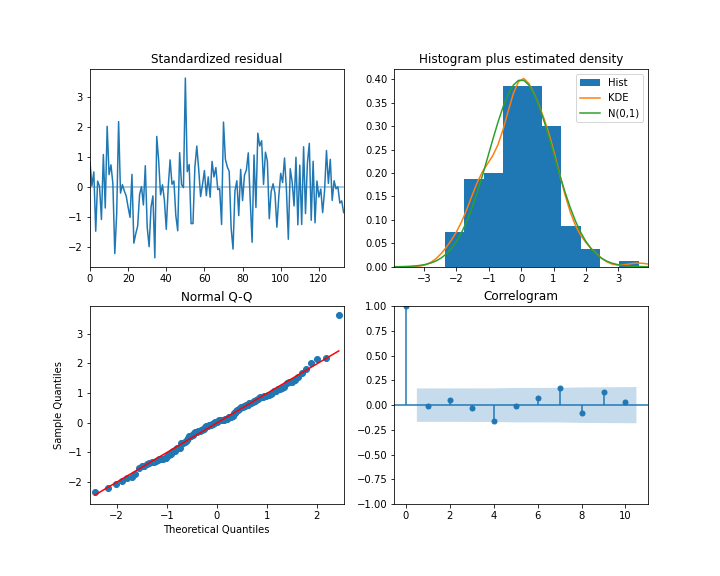 Standardized residual
3
2
1
0
−1
−2
0 20 40 60 80 100 120
Histogram plus estimated density
0.40
0.35
0.30
0.25
0.20
0.15
0.10
0.05
0.00
Hist
KDE
N(0,1)
−3 −2 −1 0 1 2 3
Normal Q-Q
Sample Quantiles
3
2
1
0
−1
−2
−2 −1 0 1 2
Theoretical Quantiles
Correlogram
1.00
0.75
0.50
0.25
0.00
−0.25
−0.50
−0.75
−1.00
0 2 4 6 8 10